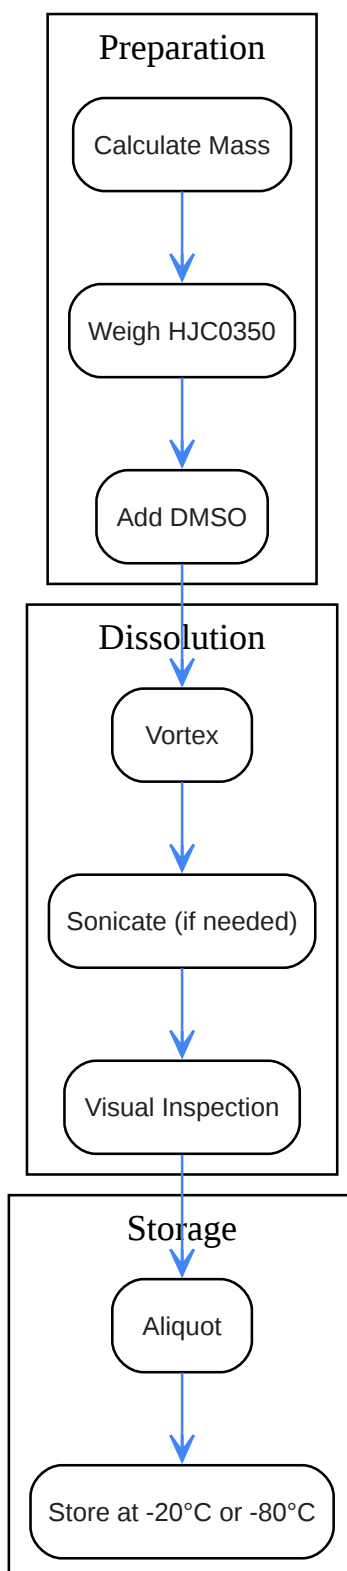 Preparation
Calculate Mass
Weigh HJC0350
Add DMSO
Dissolution
Vortex
Sonicate (if needed)
Visual Inspection
Storage
Aliquot
Store at -20°C or -80°C